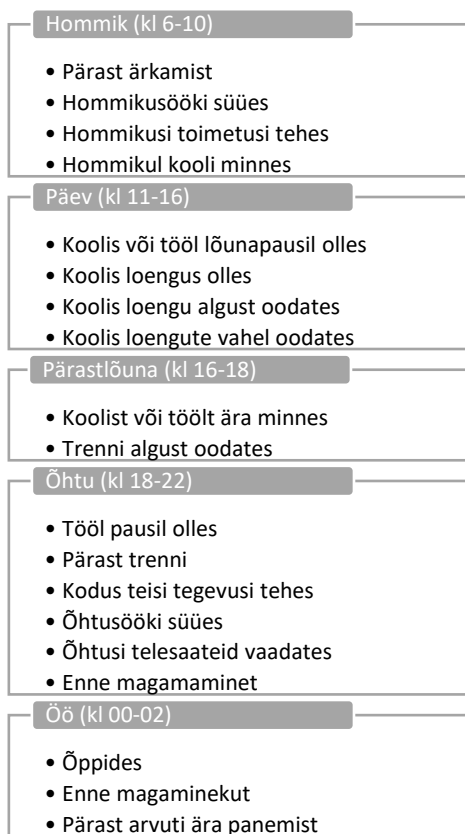 Hommik (kl 6-10)
• Pärast ärkamist
• Hommikusööki süües
• Hommikusi toimetusi tehes
• Hommikul kooli minnes
Päev (kl 11-16)
• Koolis või tööl lõunapausil olles
• Koolis loengus olles
• Koolis loengu algust oodates
• Koolis loengute vahel oodates
Pärastlõuna (kl 16-18)
• Koolist või töölt ära minnes
• Trenni algust oodates
Õhtu (kl 18-22)
• Tööl pausil olles
• Pärast trenni
• Kodus teisi tegevusi tehes
• Õhtusööki süües
• Õhtusi telesaateid vaadates
• Enne magamaminet
Öö (kl 00-02)
• Õppides
• Enne magaminekut
• Pärast arvuti ära panemist